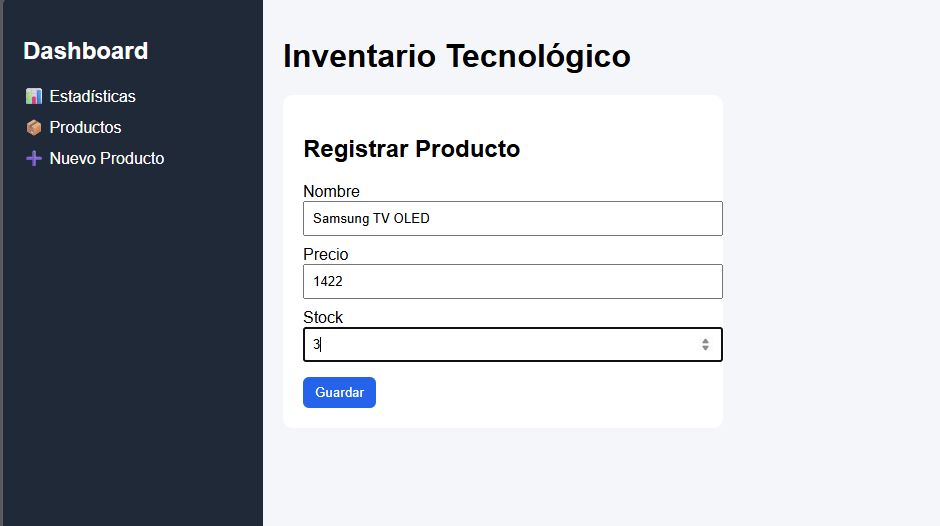 Dashboard
Estadísticas
Productos
Nuevo Producto
Inventario Tecnológico
Registrar Producto
Nombre
Samsung TV OLED
Precio
1422
Stock
3
Guardar